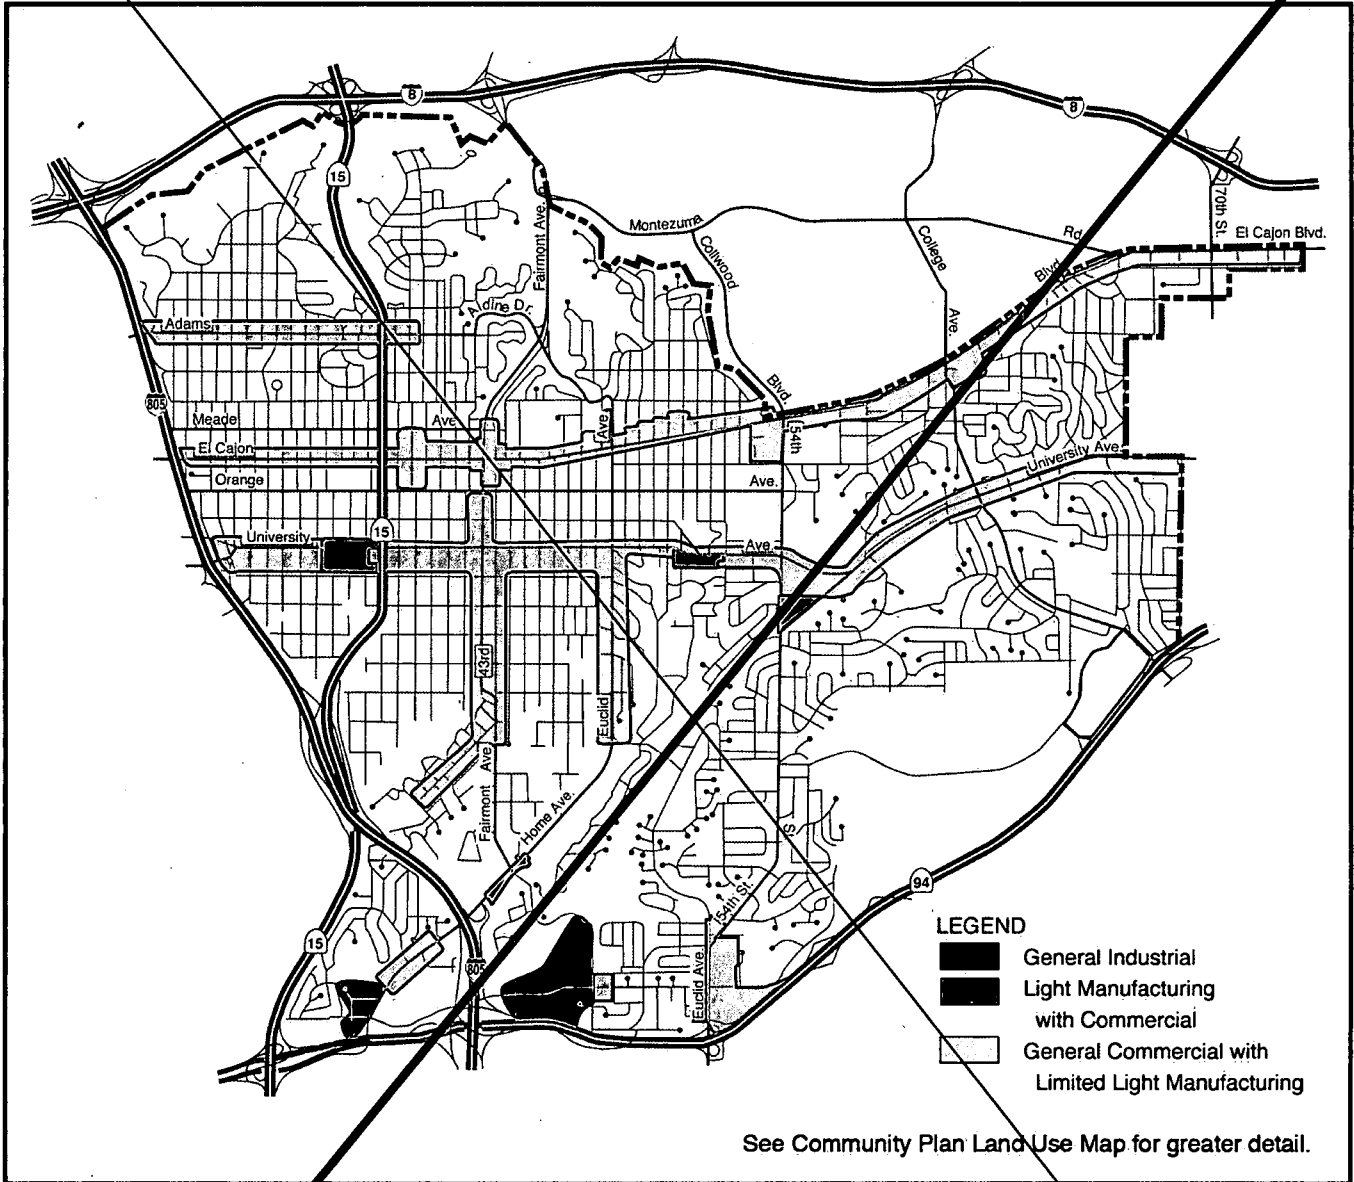 8
8
15
70th St.
Montezuma
Rd.
El Cajon Blvd.
Fairmont Ave.
Collwood
College
Blvd.
Aldine Dr.
Adams
Ave.
Blvd.
805
Meade
Ave
Ave.
54th
El Cajon
University Ave.
Orange
Ave.
15
University
Ave.
43rd
Euclid
Fairmont Ave
Home Ave.
St.
94
54th St.
15
805
Euclid Ave.
LEGEND
General Industrial
Light Manufacturing
with Commercial
General Commercial with
Limited Light Manufacturing
See Community Plan Land Use Map for greater detail.